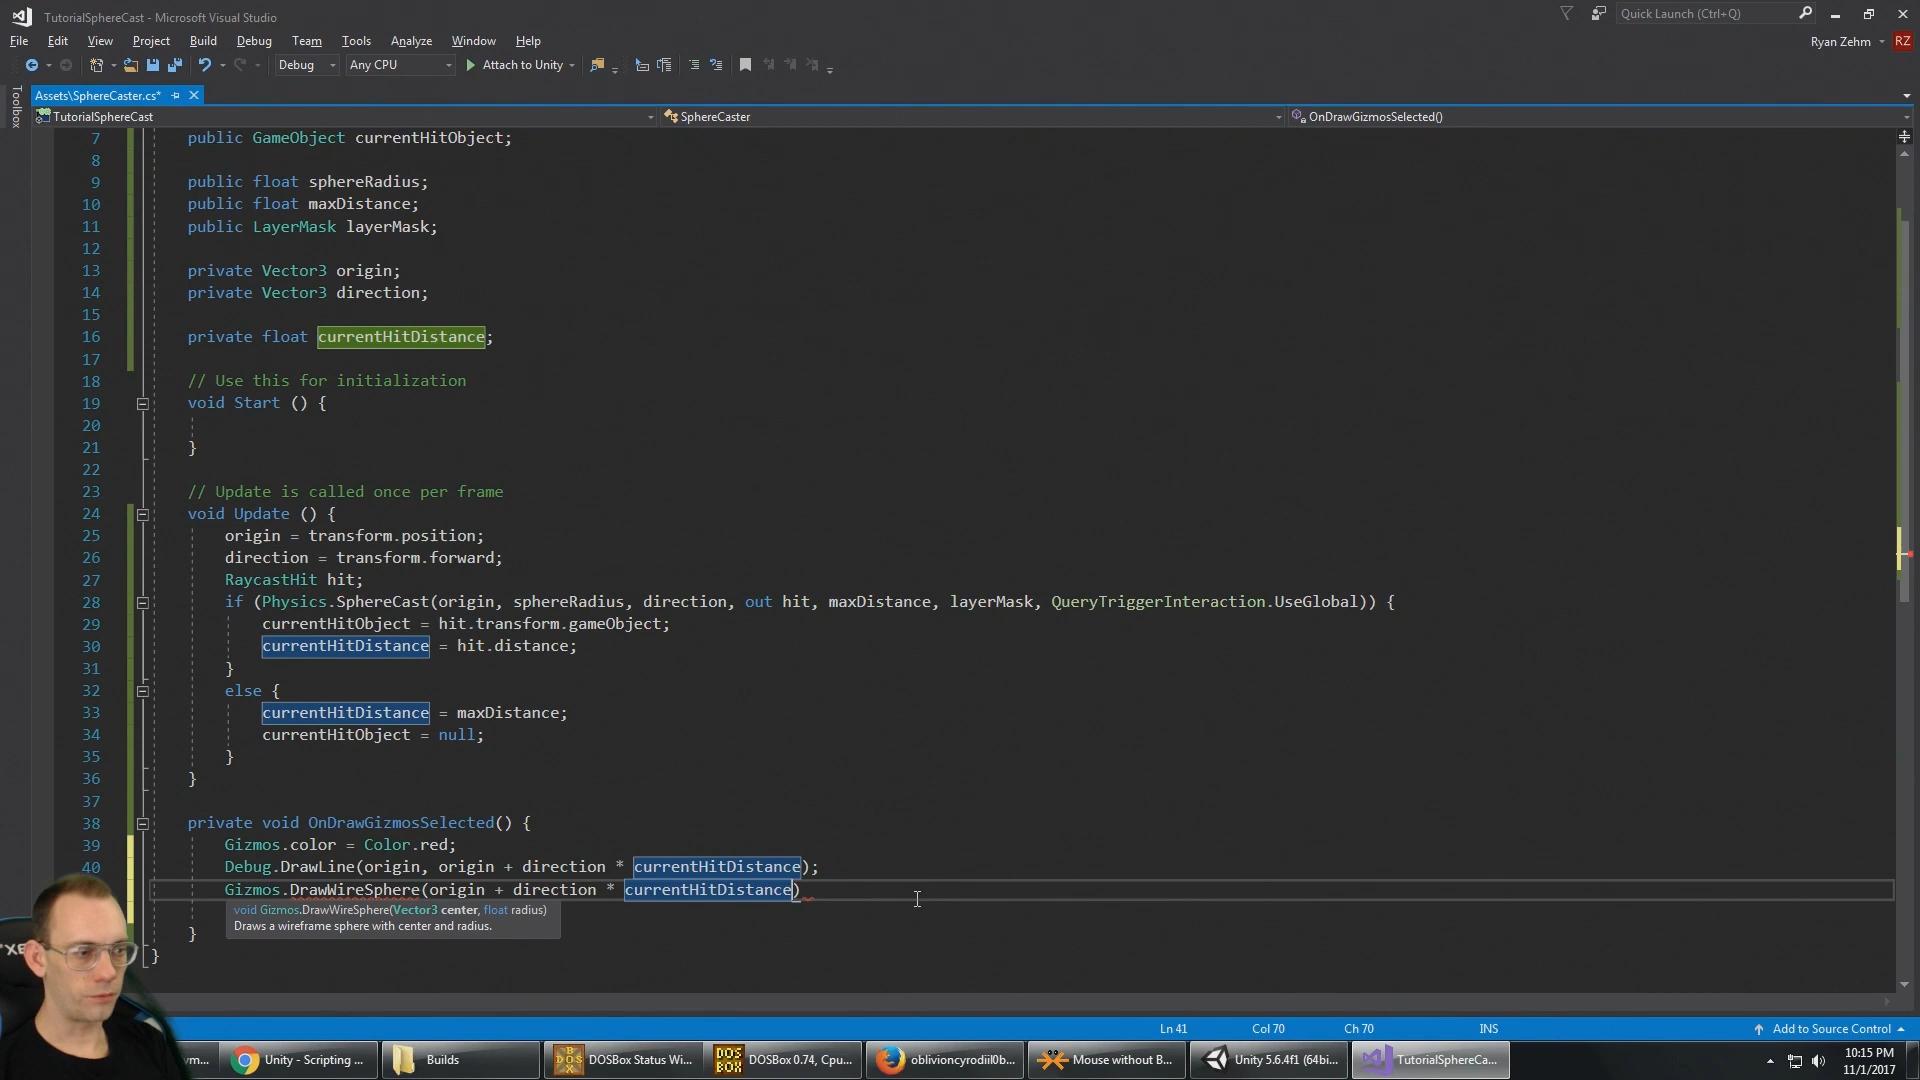 TutorialSphereCast - Microsoft Visual Studio
Quick Launch (Ctrl+Q)
File Edit View Project Build Debug Team Tools Analyze Window Help
Ryan Zehm RZ
Debug Any CPU Attach to Unity
Toolbox
Assets\SphereCaster.cs*
TutorialSphereCast SphereCaster OnDrawGizmosSelected()
7 public GameObject currentHitObject;
8
9 public float sphereRadius;
10 public float maxDistance;
11 public LayerMask layerMask;
12
13 private Vector3 origin;
14 private Vector3 direction;
15
16 private float currentHitDistance;
17
18 // Use this for initialization
19 void Start () {
20
21 }
22
23 // Update is called once per frame
24 void Update () {
25 origin = transform.position;
26 direction = transform.forward;
27 RaycastHit hit;
28 if (Physics.SphereCast(origin, sphereRadius, direction, out hit, maxDistance, layerMask, QueryTriggerInteraction.UseGlobal)) {
29 currentHitObject = hit.transform.gameObject;
30 currentHitDistance = hit.distance;
31 }
32 else {
33 currentHitDistance = maxDistance;
34 currentHitObject = null;
35 }
36 }
37
38 private void OnDrawGizmosSelected() {
39 Gizmos.color = Color.red;
40 Debug.DrawLine(origin, origin + direction * currentHitDistance);
Gizmos.DrawWireSphere(origin + direction * currentHitDistance)
void Gizmos.DrawWireSphere(Vector3 center, float radius)
Draws a wireframe sphere with center and radius.
}
}
Ln 41 Col 70 Ch 70 INS Add to Source Control
Unity - Scripting ... Builds DOSBox Status Wi... DOSBox 0.74, Cpu... oblivioncyrodiil0b... Mouse without B... Unity 5.6.4f1 (64bi... TutorialSphereCa...
10:15 PM
11/1/2017